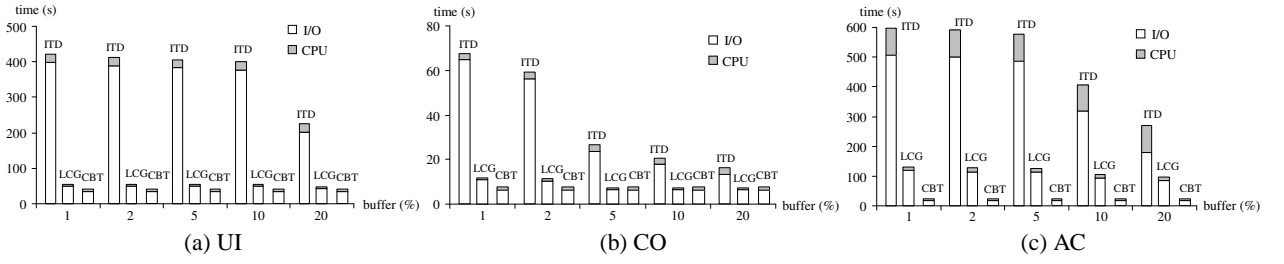 time (s)
500
400
300
200
100
0
ITD
LCG CBT
ITD
LCG CBT
ITD
LCG CBT
ITD
LCG CBT
ITD
LCG CBT
I/O
CPU
1 2 5 10 20
buffer (%)
(a) UI
time (s)
80
60
40
20
0
ITD
LCG
CBT
ITD
LCG
CBT
ITD
LCG CBT
ITD
LCG CBT
ITD
LCG CBT
I/O
CPU
1 2 5 10 20
buffer (%)
(b) CO
time (s)
600
500
400
300
200
100
0
ITD
LCG
CBT
ITD
LCG
CBT
ITD
LCG
CBT
ITD
LCG
CBT
ITD
LCG
CBT
I/O
CPU
1 2 5 10 20
buffer (%)
(c) AC